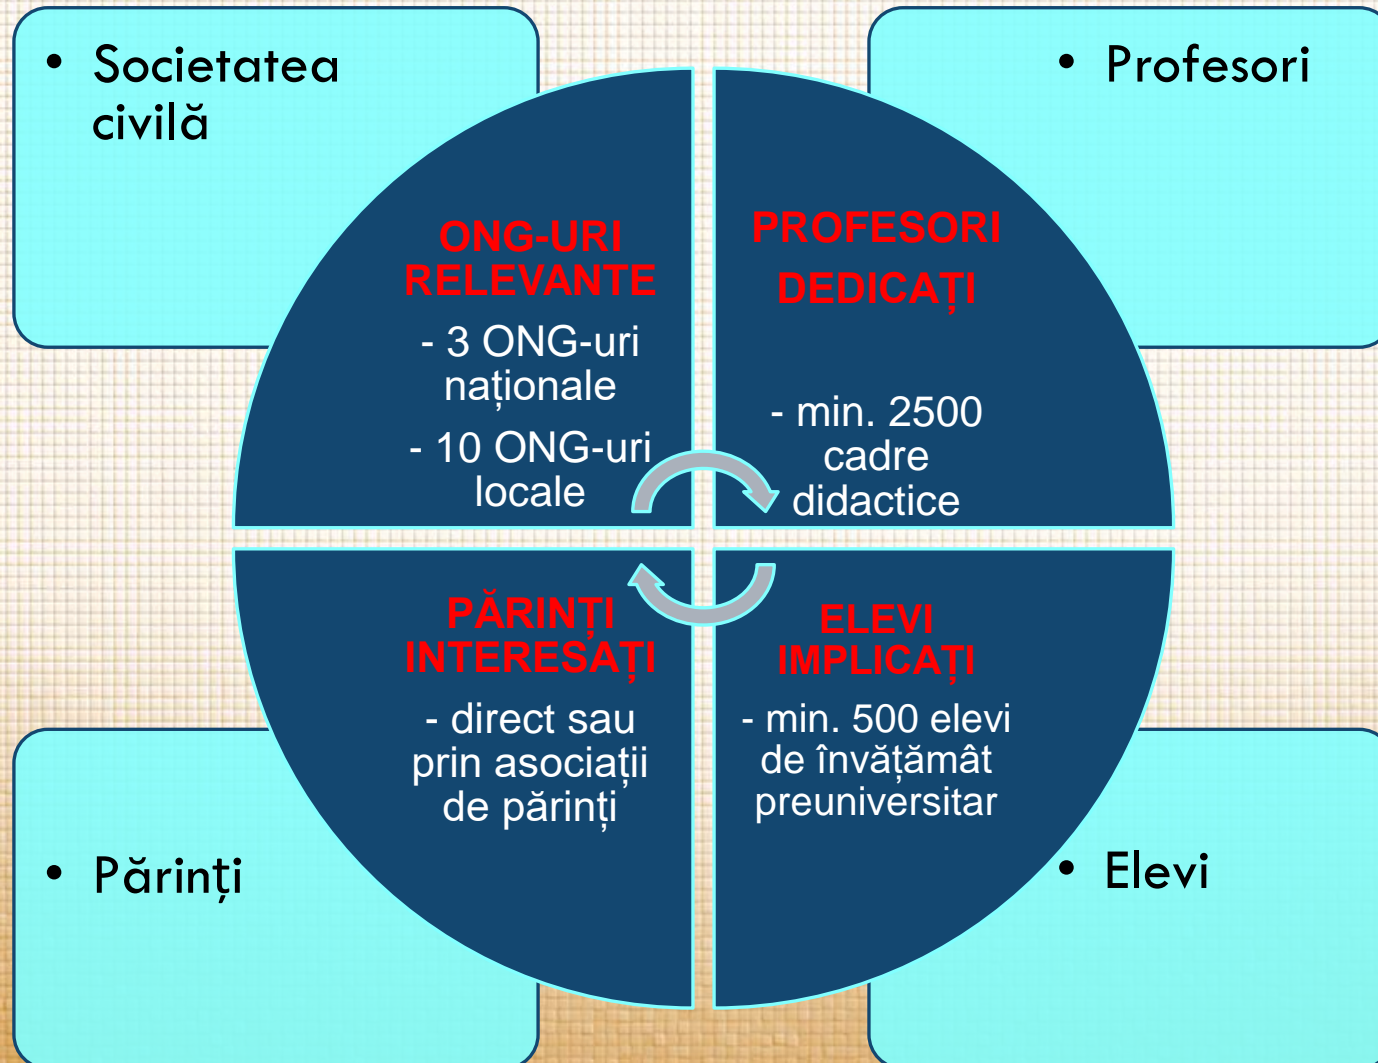 • Societatea
civilă
• Profesori
ONG-URI
RELEVANTE
- 3 ONG-uri
naționale
- 10 ONG-uri
locale
PROFESORI
DEDICAȚI
- min. 2500
cadre
didactice
PĂRINȚI
INTERESAȚI
- direct sau
prin asociații
de părinți
ELEVI
IMPLICAȚI
- min. 500 elevi
de învățămât
preuniversitar
• Părinți
• Elevi